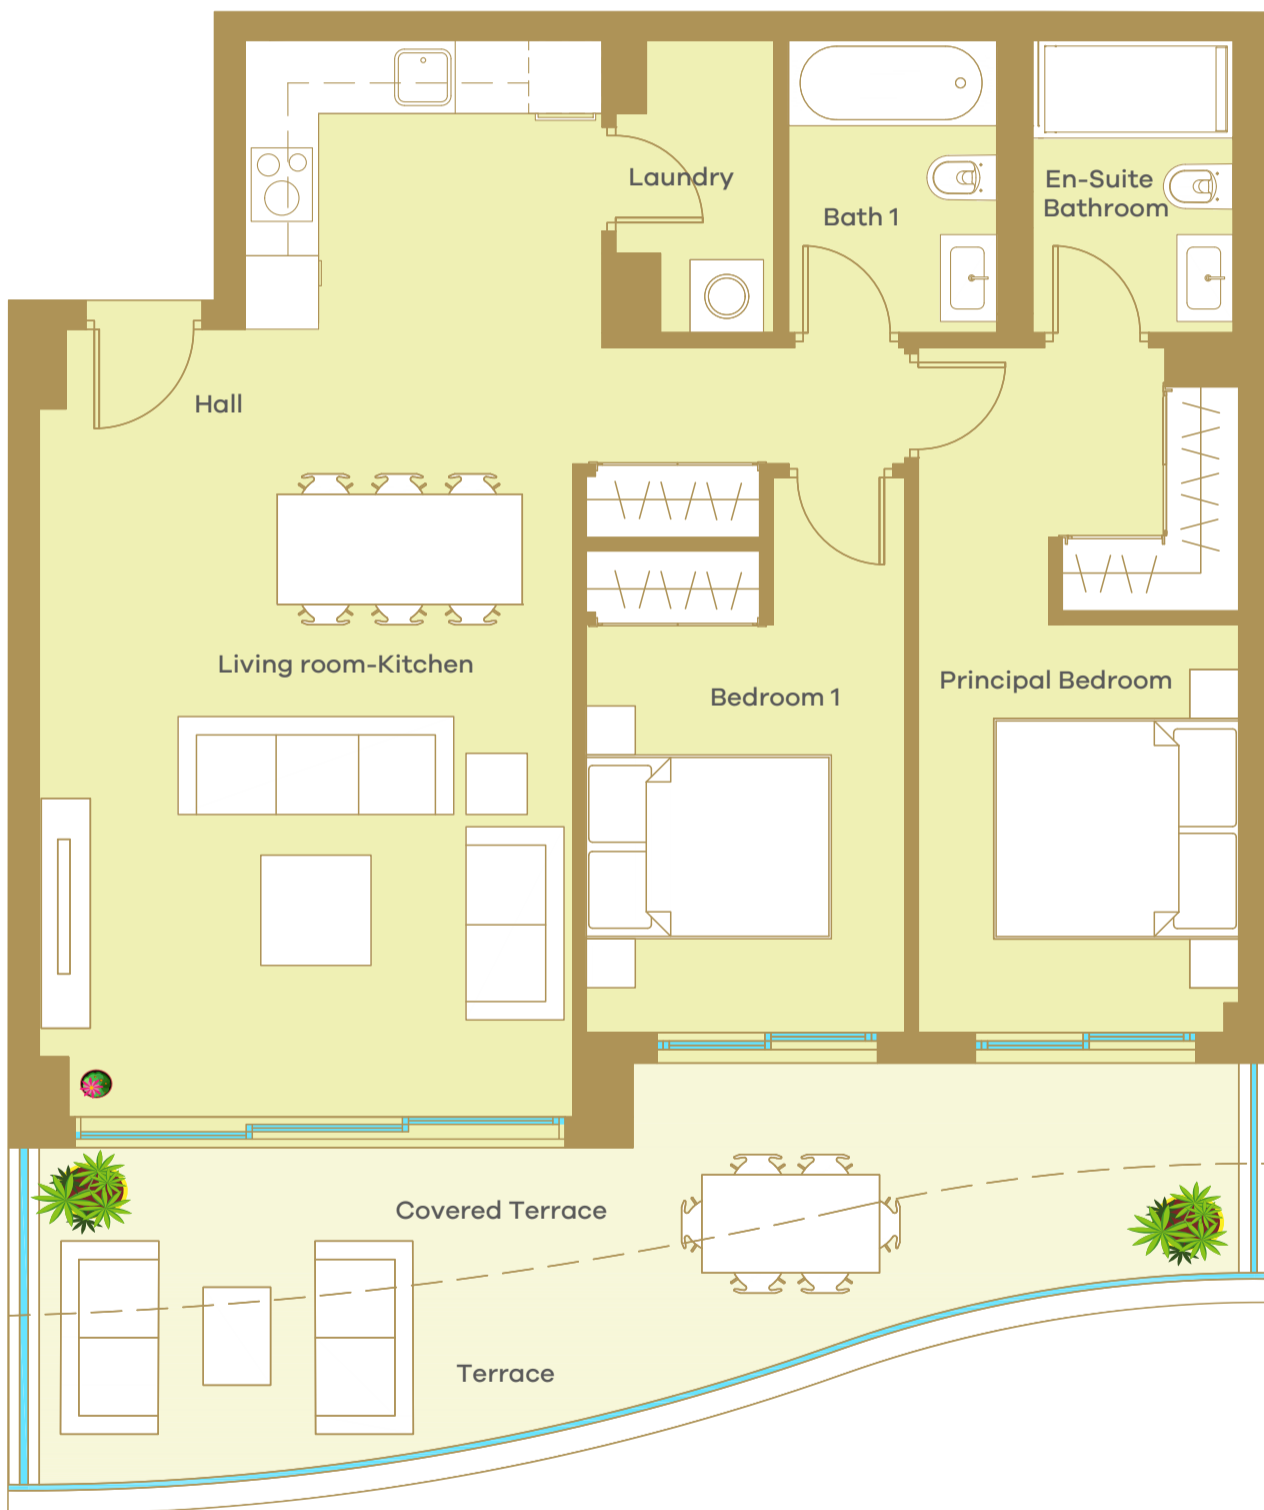 Laundry
Bath 1
En-Suite
Bathroom
Hall
Living room-Kitchen
Bedroom 1
Principal Bedroom
Covered Terrace
Terrace